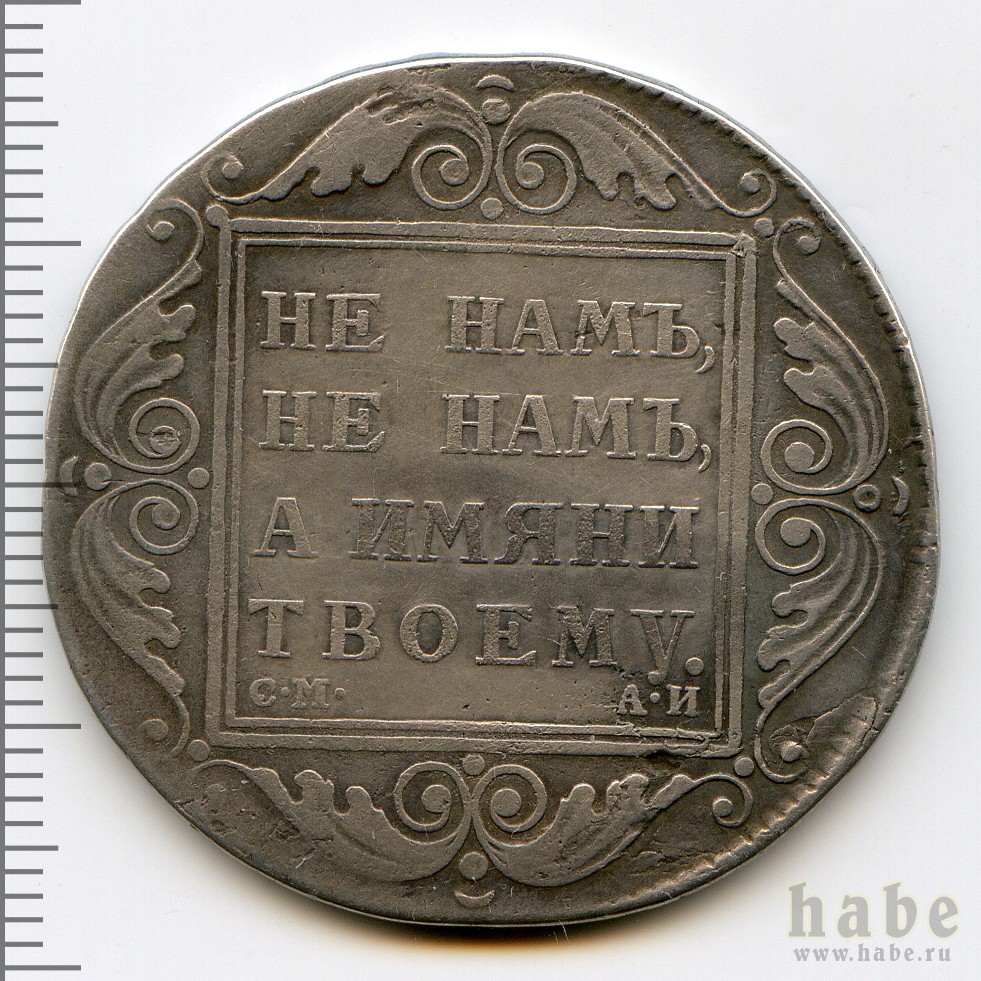 НЕ НАМЪ,
НЕ НАМЪ,
А ИМЯНИ
ТВОЕМУ.
С·М· А·И
habe
www.habe.ru